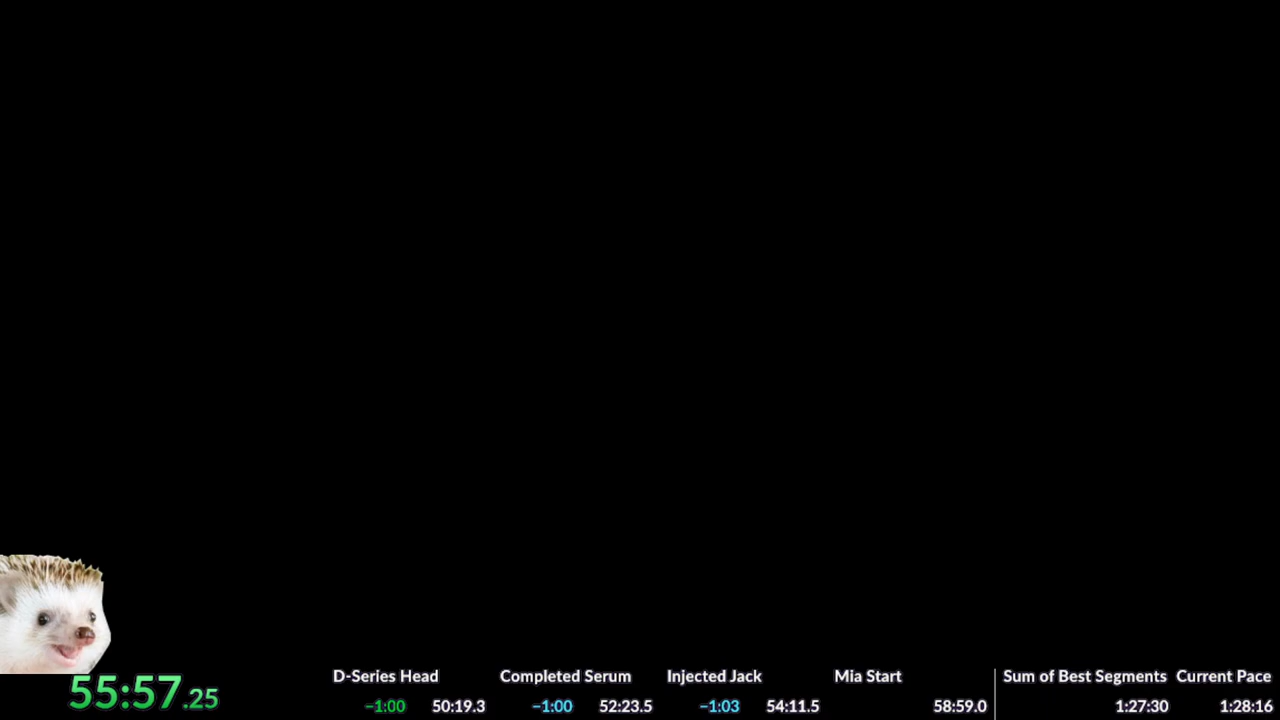 D-Series Head Completed Serum Injected Jack Mia Start Sum of Best Segments Current Pace
55:57.25 −1:00 50:19.3 −1:00 52:23.5 −1:03 54:11.5 58:59.0 1:27:30 1:28:16